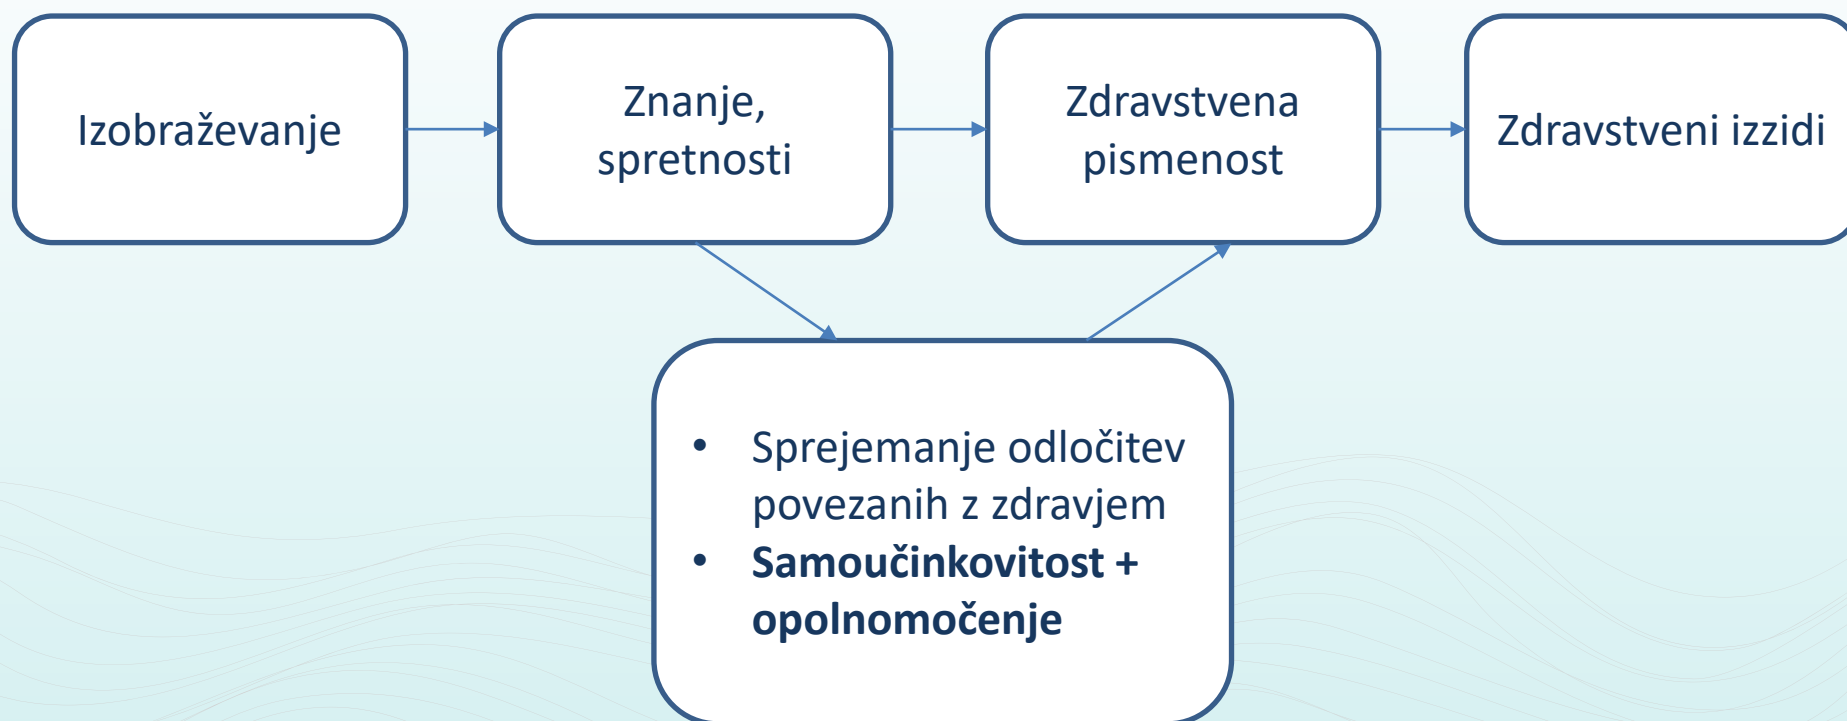 Izobraževanje
Znanje,
spretnosti
Zdravstvena
pismenost
Zdravstveni izzidi
• Sprejemanje odločitev
povezanih z zdravjem
• Samoučinkovitost +
opolnomočenje